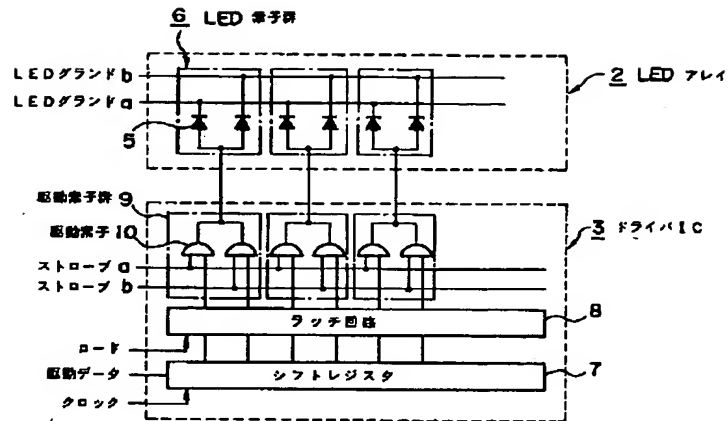 6 LED 素子群
LEDグランド b
LEDグランド a
2 LED アレイ
5
駆動素子群 9
駆動素子 10
3 ドライバIC
ストローブ a
ストローブ b
ラッチ回路
8
ロード
駆動データ
シフトレジスタ
7
クロック